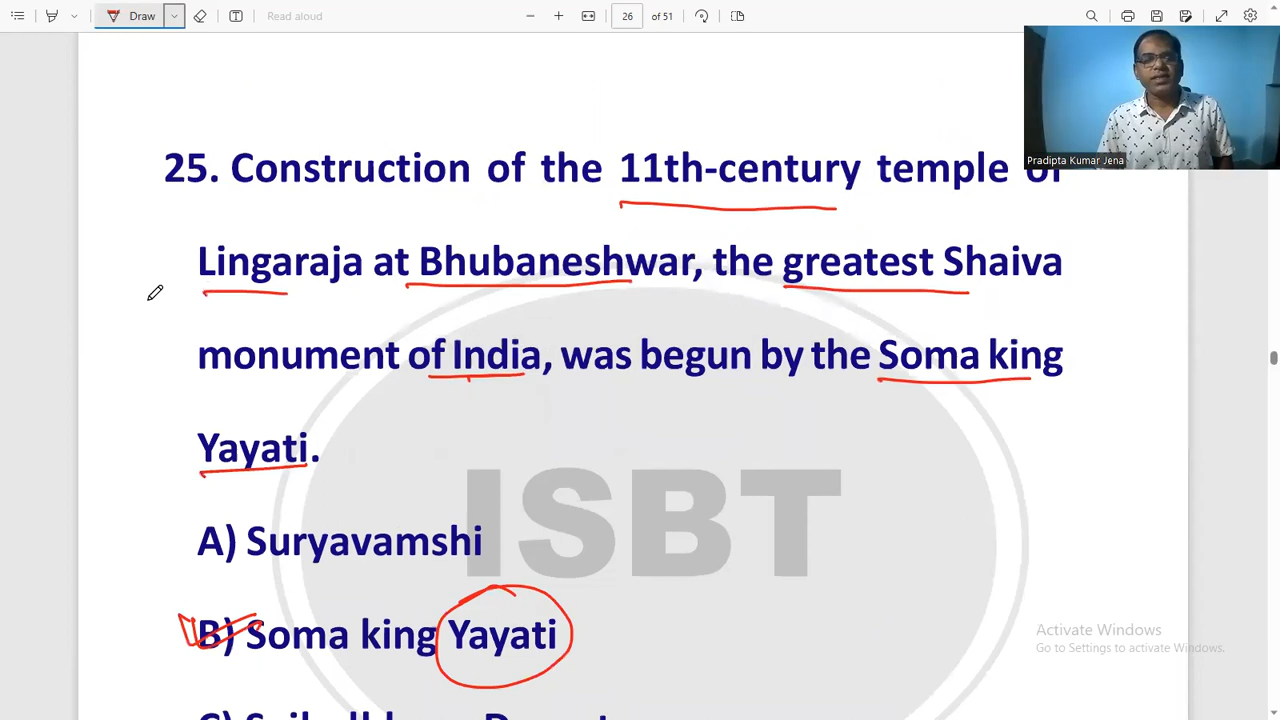 Draw
Read aloud
26 of 51
Pradipta Kumar Jena
25. Construction of the 11th-century temple of
Lingaraja at Bhubaneshwar, the greatest Shaiva
monument of India, was begun by the Soma king
Yayati.
ISBT
A) Suryavamshi
B) Soma king Yayati
Activate Windows
Go to Settings to activate Windows.